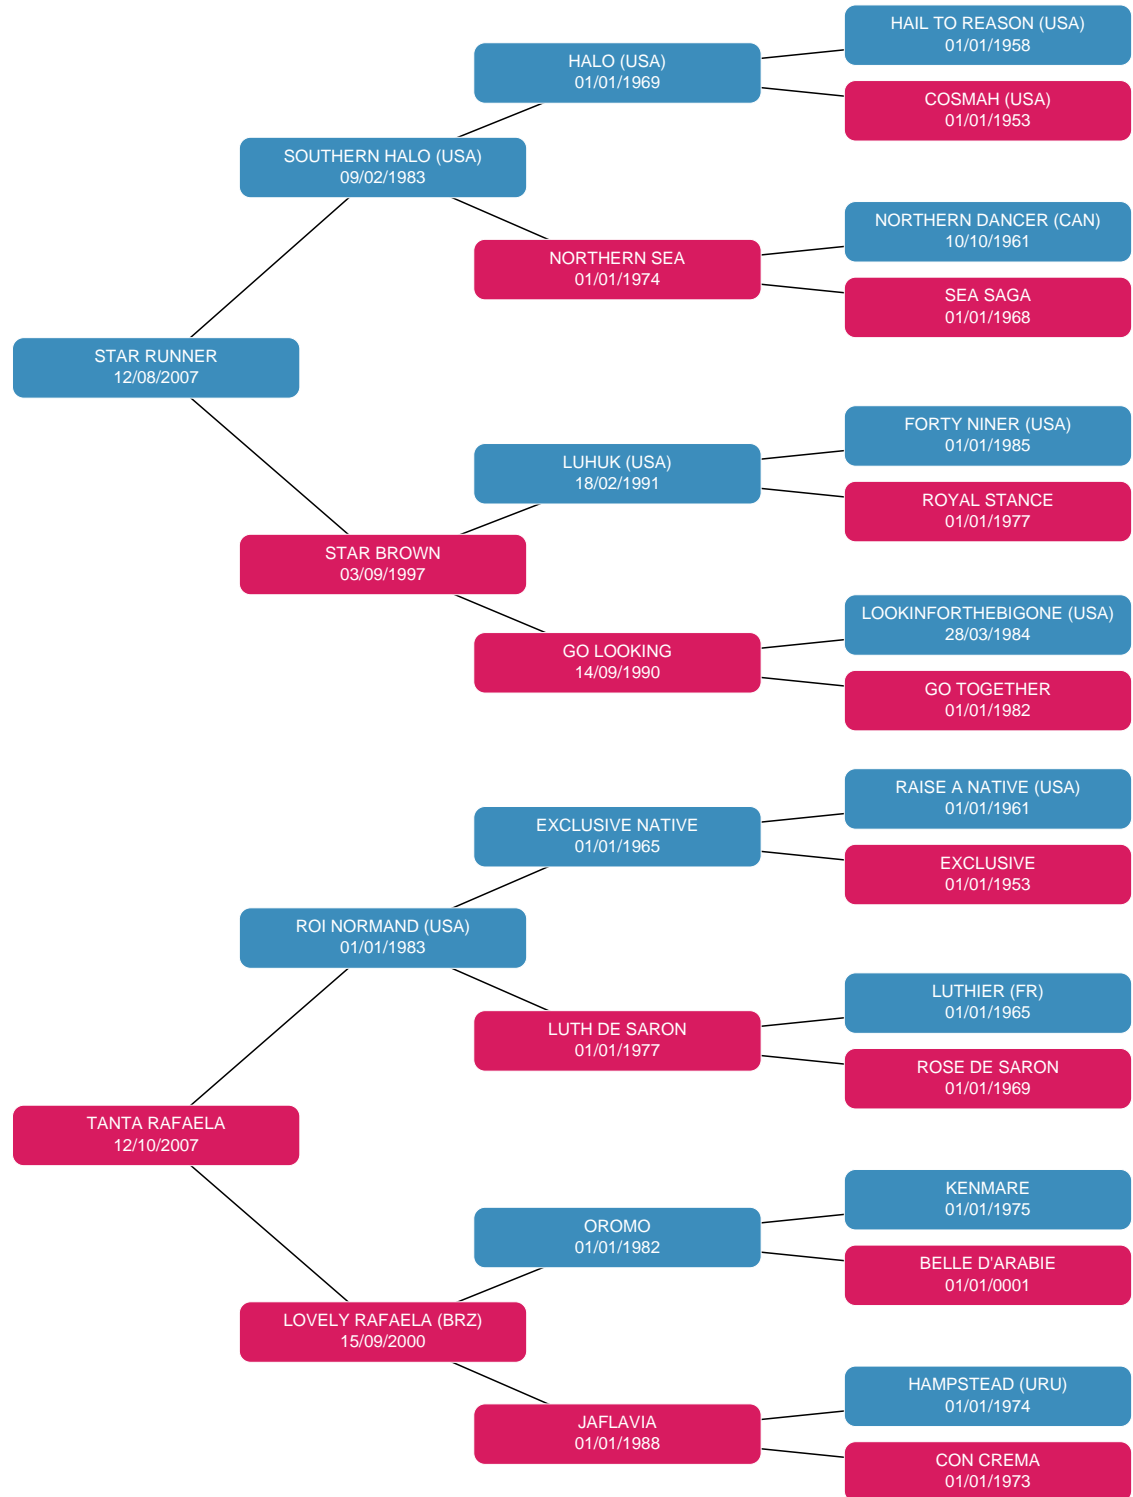 HAIL TO REASON (USA)
01/01/1958
HALO (USA)
01/01/1969
COSMAH (USA)
01/01/1953
SOUTHERN HALO (USA)
09/02/1983
NORTHERN DANCER (CAN)
10/10/1961
NORTHERN SEA
01/01/1974
SEA SAGA
01/01/1968
STAR RUNNER
12/08/2007
FORTY NINER (USA)
01/01/1985
LUHUK (USA)
18/02/1991
ROYAL STANCE
01/01/1977
STAR BROWN
03/09/1997
LOOKINFORTHEBIGONE (USA)
28/03/1984
GO LOOKING
14/09/1990
GO TOGETHER
01/01/1982
RAISE A NATIVE (USA)
01/01/1961
EXCLUSIVE NATIVE
01/01/1965
EXCLUSIVE
01/01/1953
ROI NORMAND (USA)
01/01/1983
LUTHIER (FR)
01/01/1965
LUTH DE SARON
01/01/1977
ROSE DE SARON
01/01/1969
TANTA RAFAELA
12/10/2007
KENMARE
01/01/1975
OROMO
01/01/1982
BELLE D'ARABIE
01/01/0001
LOVELY RAFAELA (BRZ)
15/09/2000
HAMPSTEAD (URU)
01/01/1974
JAFLAVIA
01/01/1988
CON CREMA
01/01/1973